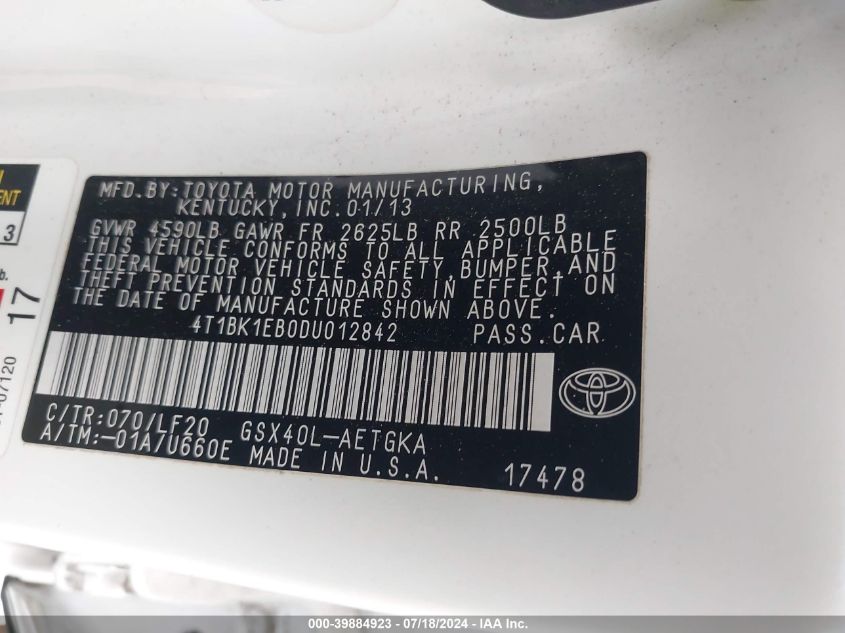 MFD.BY:TOYOTA MOTOR MANUFACTURING,
KENTUCKY, INC.01/13
GVWR 4590LB GAWR FR 2625LB RR 2500LB
THIS VEHICLE CONFORMS TO ALL APPLICABLE
FEDERAL MOTOR VEHICLE SAFETY, BUMPER, AND
THEFT PREVENTION STANDARDS IN EFFECT ON
THE DATE OF MANUFACTURE SHOWN ABOVE.
4T1BK1EB0DU012842 PASS.CAR
C/TR:070/LF20 GSX40L-AETGKA
A/TM:-01A/U660E MADE IN U.S.A. 17478
3
17
07120
000-39884923 - 07/18/2024 - IAA Inc.